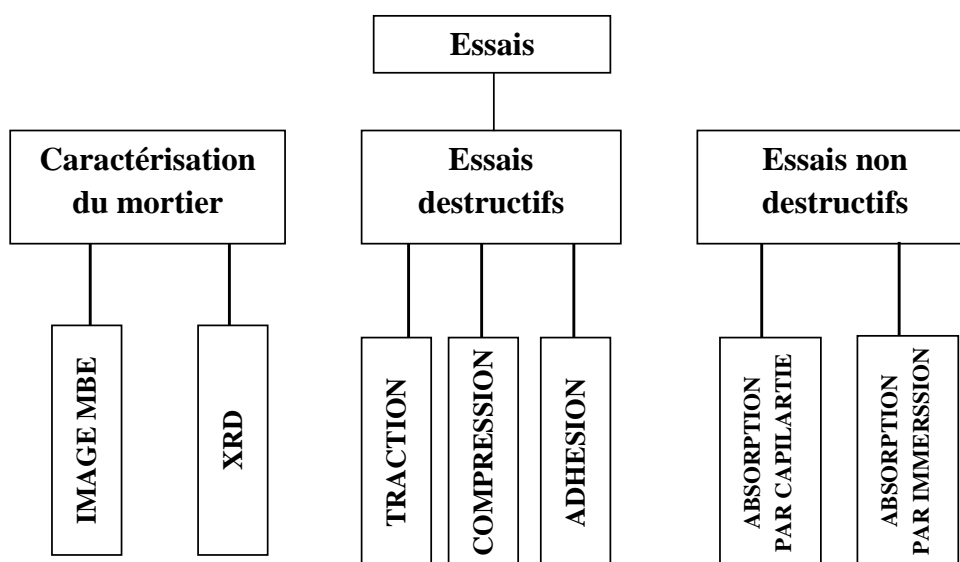 Essais
Caractérisation
du mortier
Essais
destructifs
Essais non
destructifs
IMAGE MBE
XRD
TRACTION
COMPRESSION
ADHESION
ABSORPTION
PAR CAPILARTIE
ABSORPTION
PAR IMMERSSION